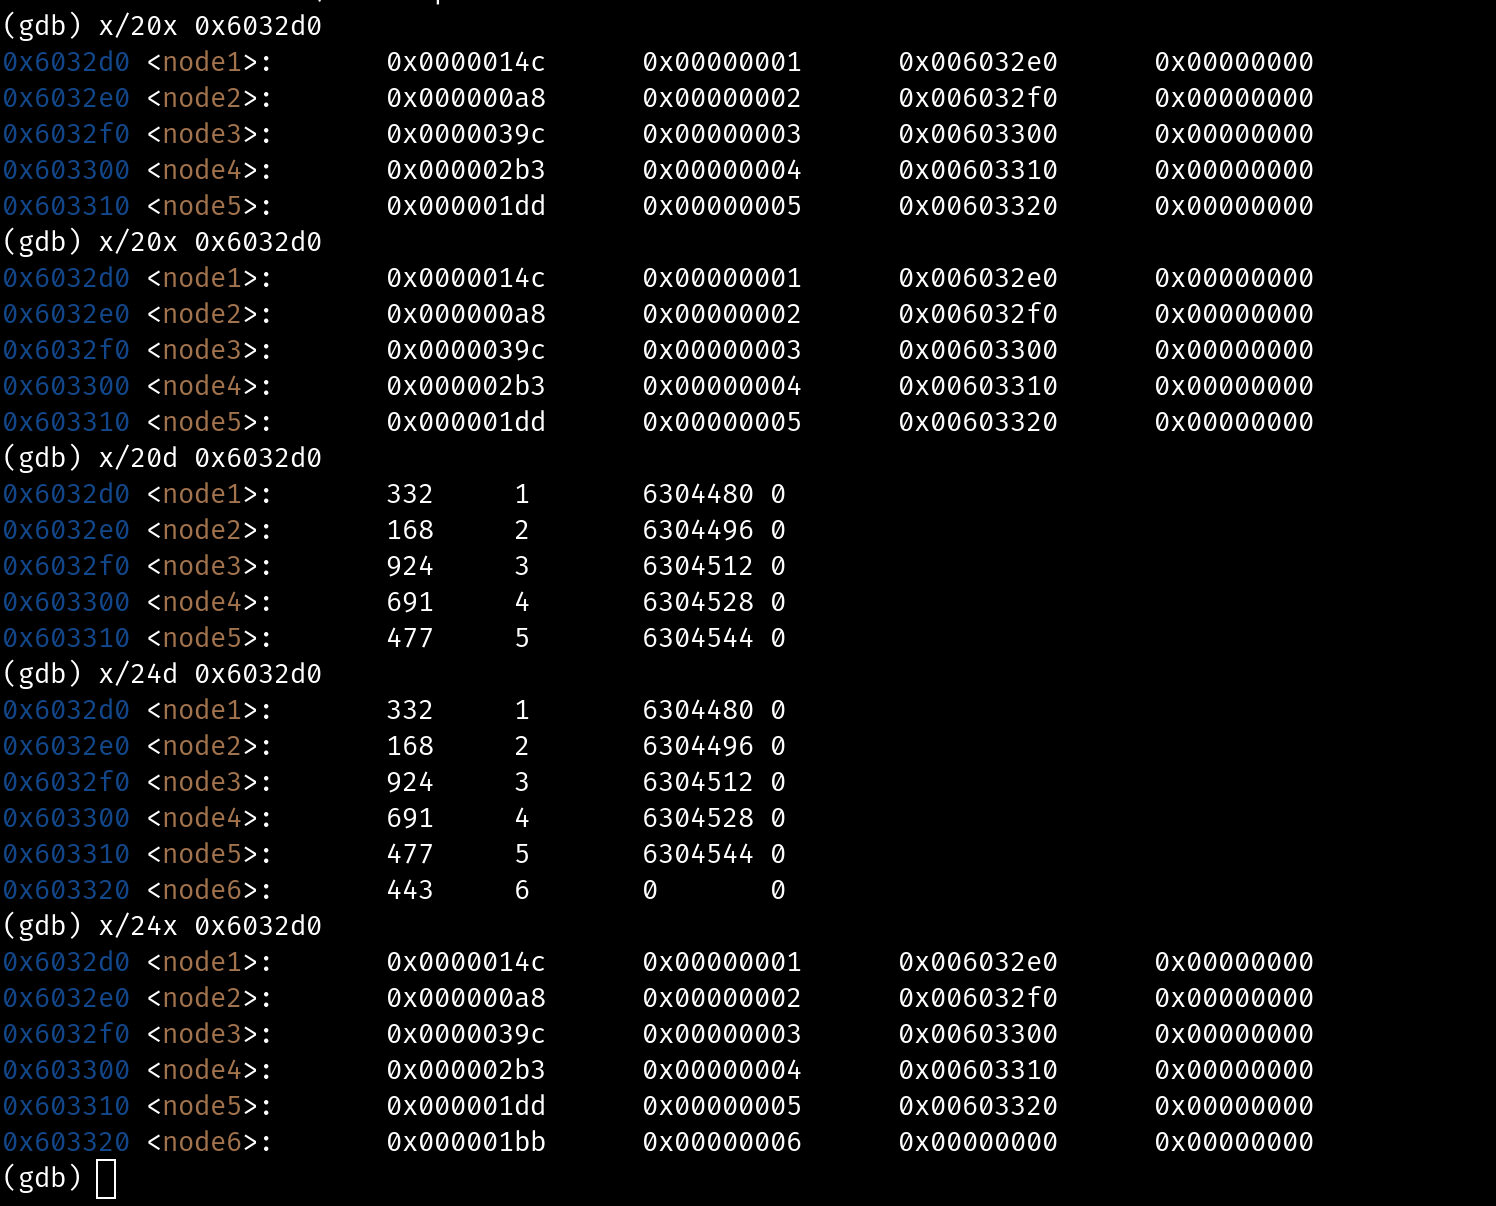 (gdb) x/20x 0x6032d0
0x6032d0 <node1>: 0x0000014c 0x00000001 0x006032e0 0x00000000
0x6032e0 <node2>: 0x000000a8 0x00000002 0x006032f0 0x00000000
0x6032f0 <node3>: 0x0000039c 0x00000003 0x00603300 0x00000000
0x603300 <node4>: 0x000002b3 0x00000004 0x00603310 0x00000000
0x603310 <node5>: 0x000001dd 0x00000005 0x00603320 0x00000000
(gdb) x/20x 0x6032d0
0x6032d0 <node1>: 0x0000014c 0x00000001 0x006032e0 0x00000000
0x6032e0 <node2>: 0x000000a8 0x00000002 0x006032f0 0x00000000
0x6032f0 <node3>: 0x0000039c 0x00000003 0x00603300 0x00000000
0x603300 <node4>: 0x000002b3 0x00000004 0x00603310 0x00000000
0x603310 <node5>: 0x000001dd 0x00000005 0x00603320 0x00000000
(gdb) x/20d 0x6032d0
0x6032d0 <node1>: 332 1 6304480 0
0x6032e0 <node2>: 168 2 6304496 0
0x6032f0 <node3>: 924 3 6304512 0
0x603300 <node4>: 691 4 6304528 0
0x603310 <node5>: 477 5 6304544 0
(gdb) x/24d 0x6032d0
0x6032d0 <node1>: 332 1 6304480 0
0x6032e0 <node2>: 168 2 6304496 0
0x6032f0 <node3>: 924 3 6304512 0
0x603300 <node4>: 691 4 6304528 0
0x603310 <node5>: 477 5 6304544 0
0x603320 <node6>: 443 6 0 0
(gdb) x/24x 0x6032d0
0x6032d0 <node1>: 0x0000014c 0x00000001 0x006032e0 0x00000000
0x6032e0 <node2>: 0x000000a8 0x00000002 0x006032f0 0x00000000
0x6032f0 <node3>: 0x0000039c 0x00000003 0x00603300 0x00000000
0x603300 <node4>: 0x000002b3 0x00000004 0x00603310 0x00000000
0x603310 <node5>: 0x000001dd 0x00000005 0x00603320 0x00000000
0x603320 <node6>: 0x000001bb 0x00000006 0x00000000 0x00000000
(gdb)